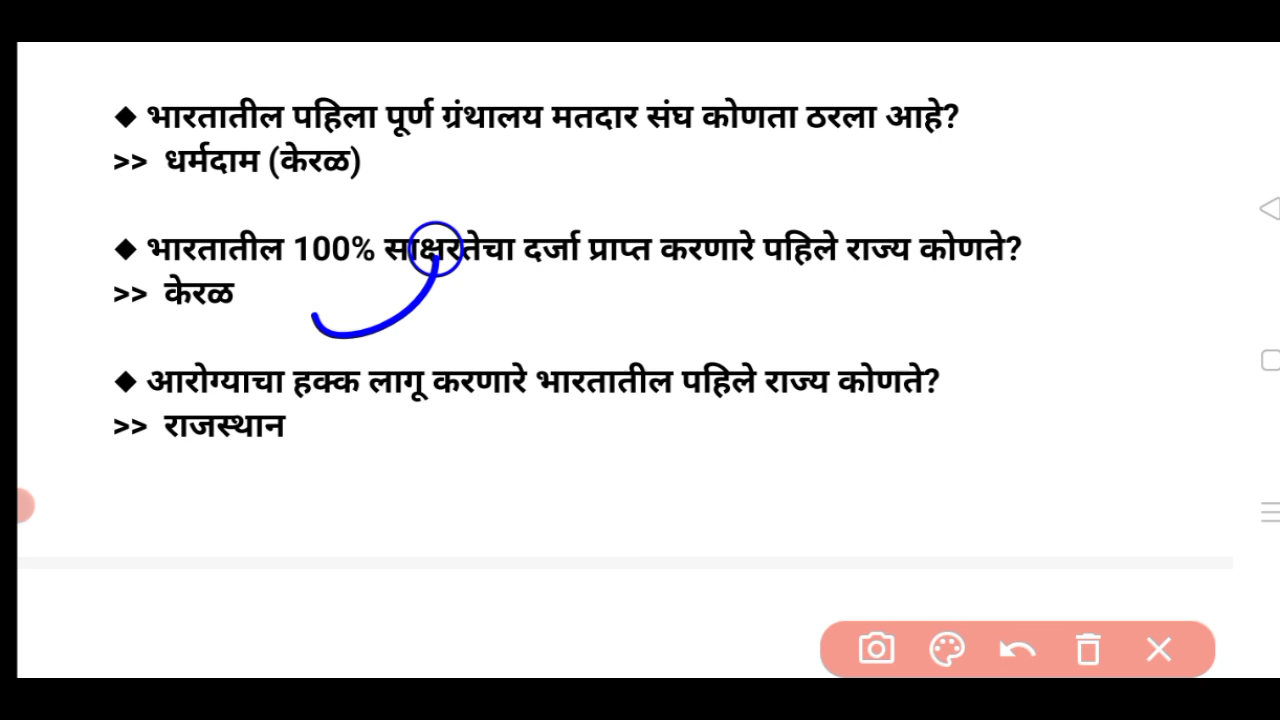 ◆ भारतातील पहिला पूर्ण ग्रंथालय मतदार संघ कोणता ठरला आहे?
>> धर्मदाम (केरळ)
◆ भारतातील 100% साक्षरतेचा दर्जा प्राप्त करणारे पहिले राज्य कोणते?
>> केरळ
◆ आरोग्याचा हक्क लागू करणारे भारतातील पहिले राज्य कोणते?
>> राजस्थान